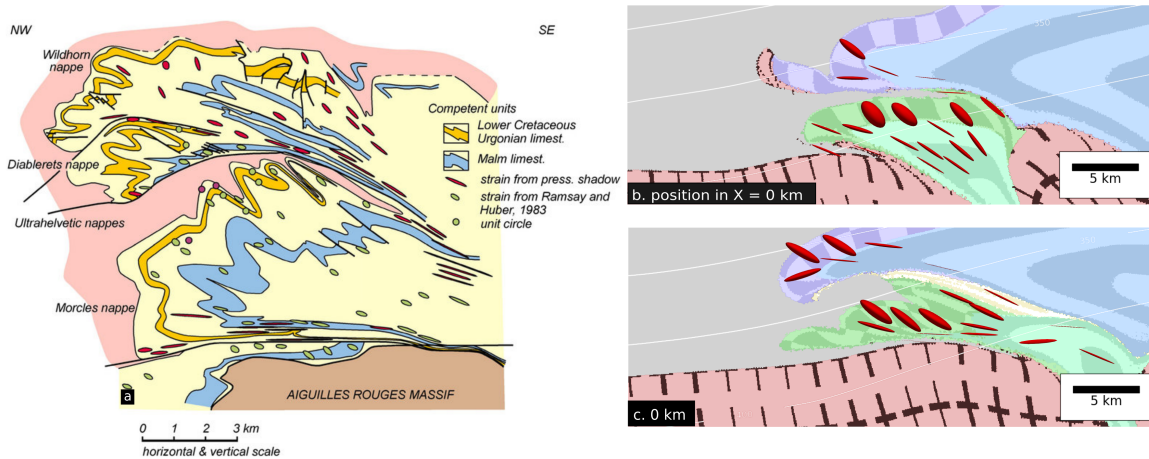 NW
SE
Wildhorn
nappe
Competent units
Lower Cretaceous
Urgonian limest.
Malm limest.
strain from press. shadow
strain from Ramsay and
Huber, 1983
unit circle
Diablerets nappe
Ultrahelvetic nappes
Morcles nappe
a
AIGUILLES ROUGES MASSIF
0 1 2 3 km
horizontal & vertical scale
350
5 km
b. position in X = 0 km
5 km
c. 0 km